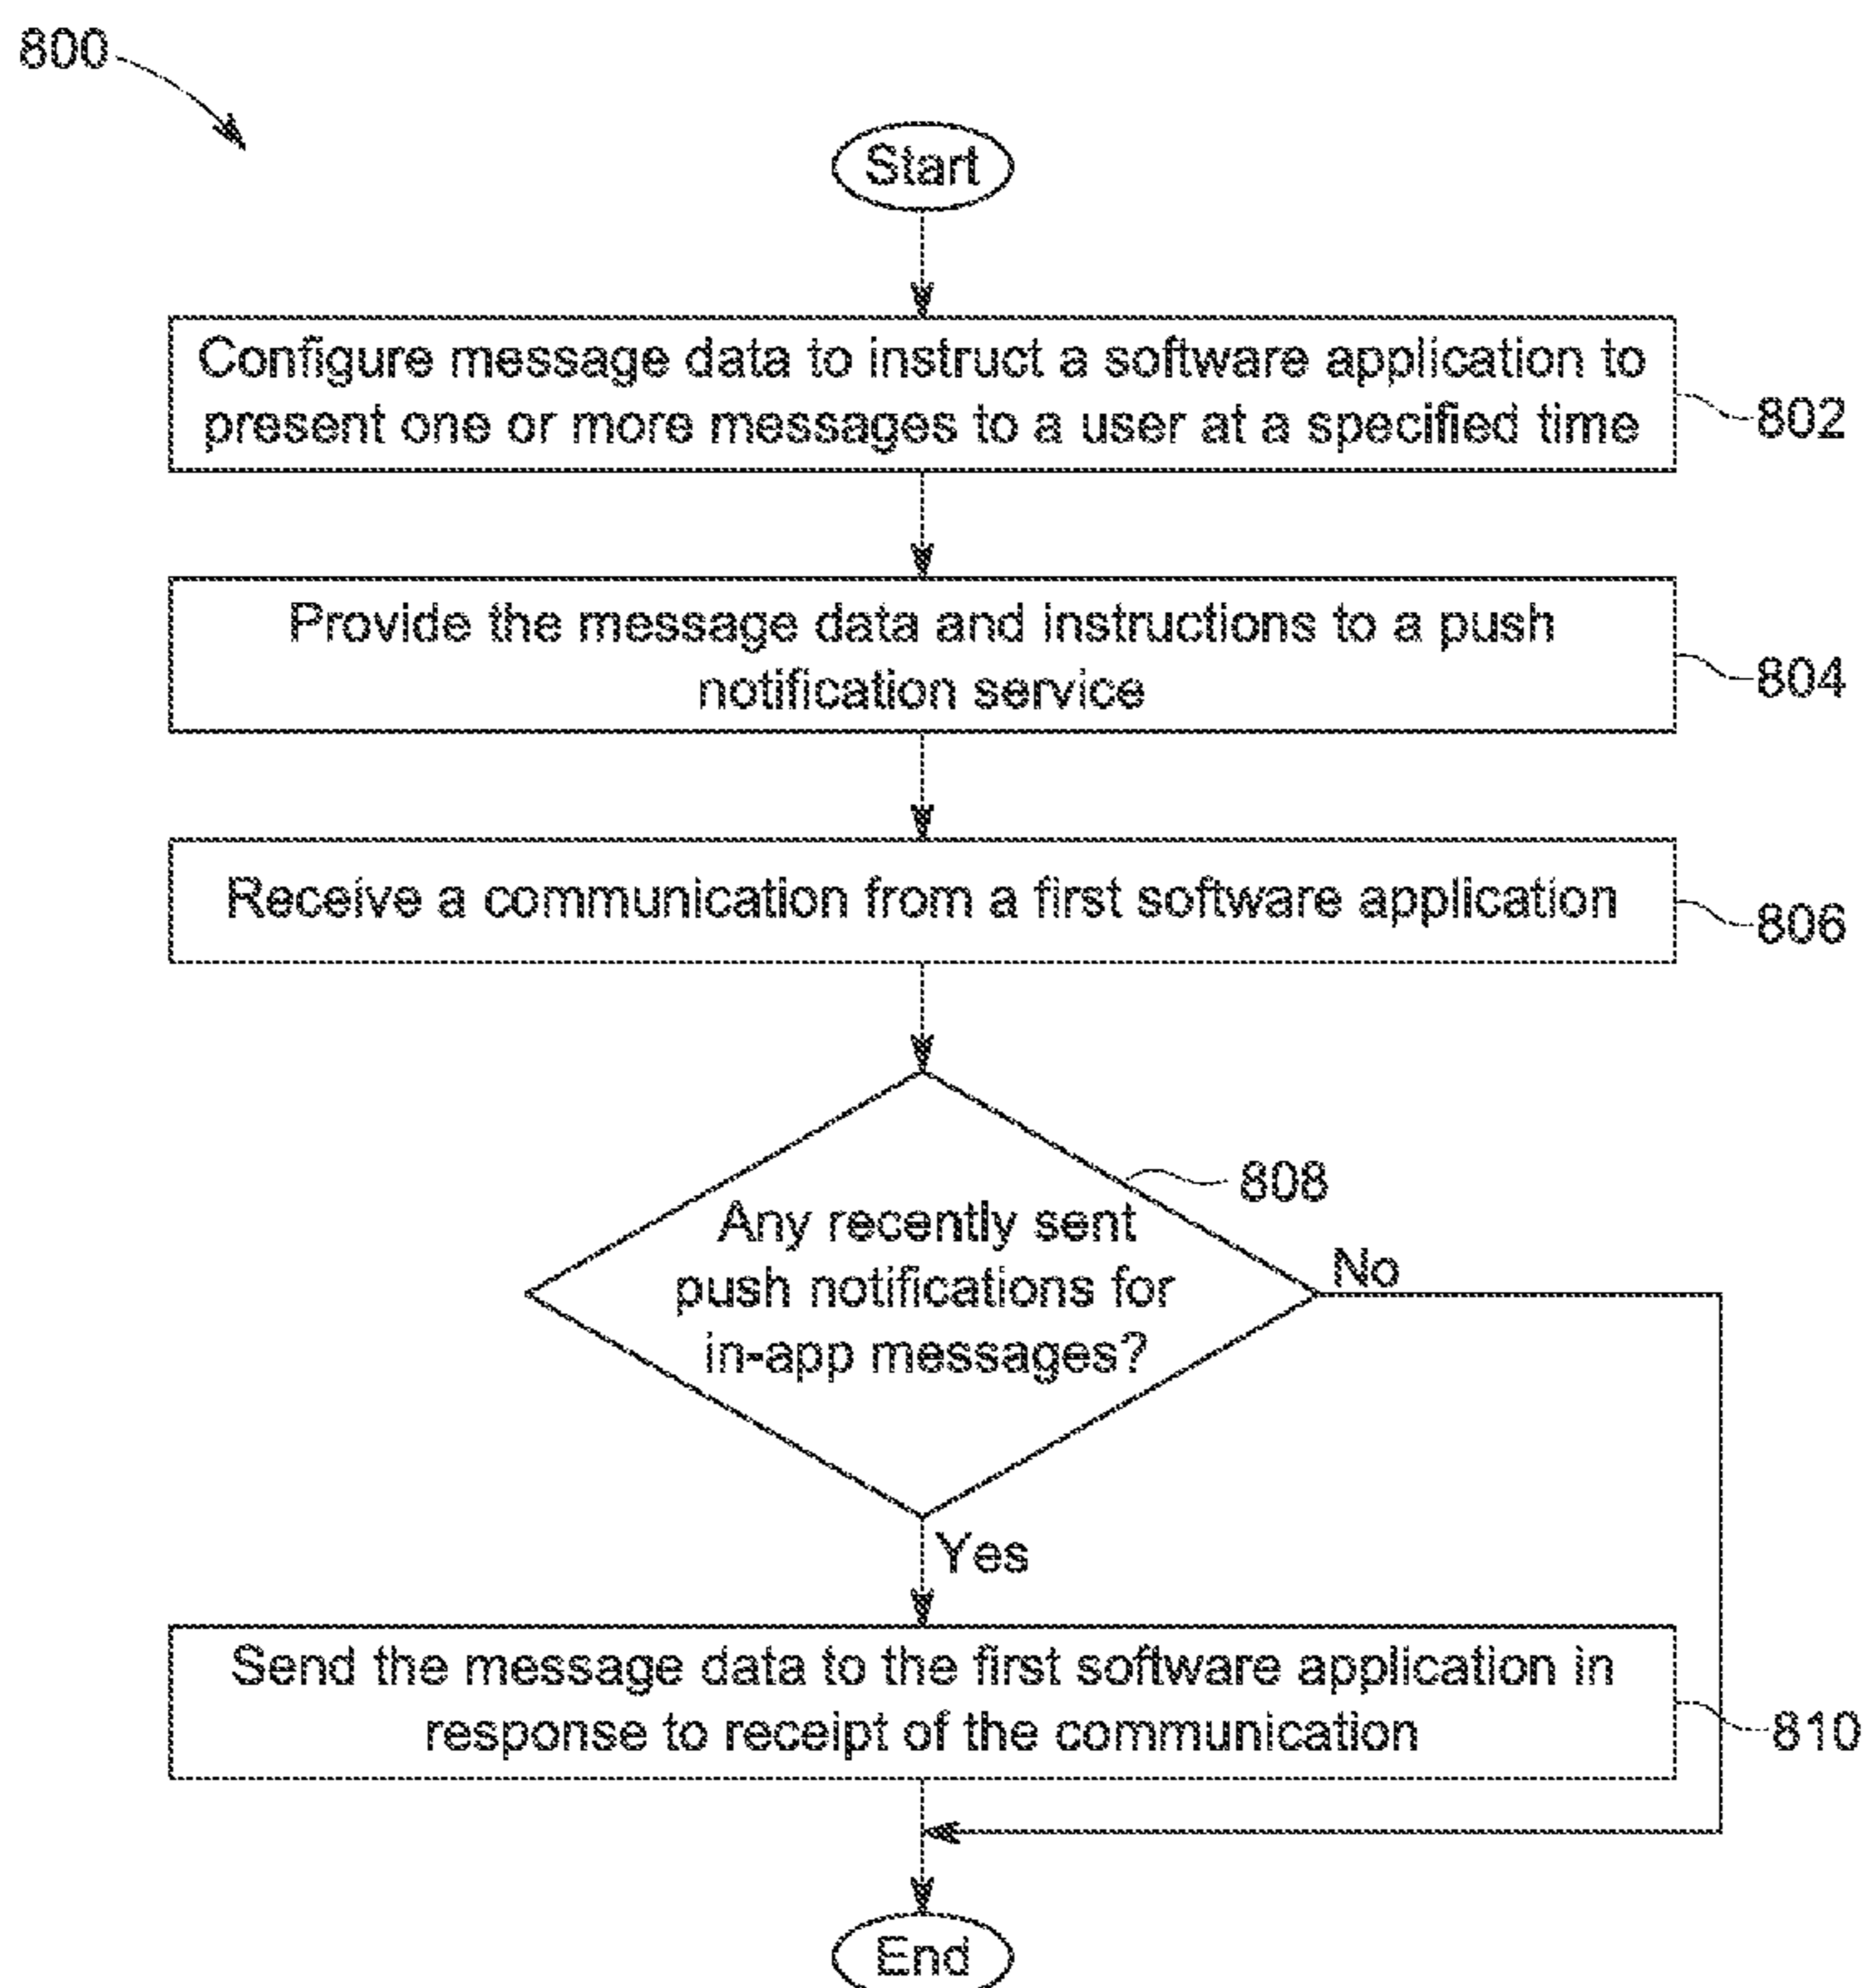 800
Start
Configure message data to instruct a software application to
present one or more messages to a user at a specified time
802
Provide the message data and instructions to a push
notification service
804
Receive a communication from a first software application
806
808
Any recently sent
push notifications for
in-app messages?
No
Yes
Send the message data to the first software application in
response to receipt of the communication
810
End